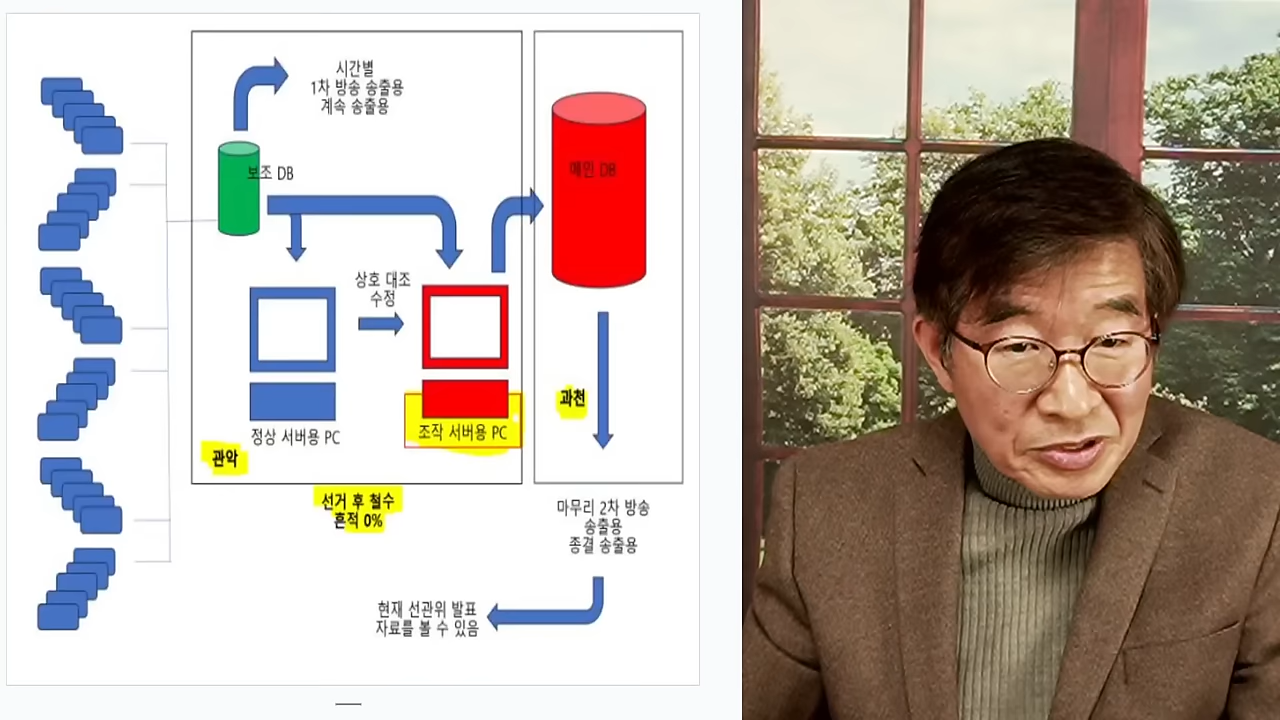 시간별
1차 방송 송출용
계속 송출용
보조 DB
메인 DB
상호 대조
수정
정상 서버용 PC
조작 서버용 PC
관악
과천
선거 후 철수
흔적 0%
마무리 2차 방송
송출용
종결 송출용
현재 선관위 발표
자료를 볼 수 있음